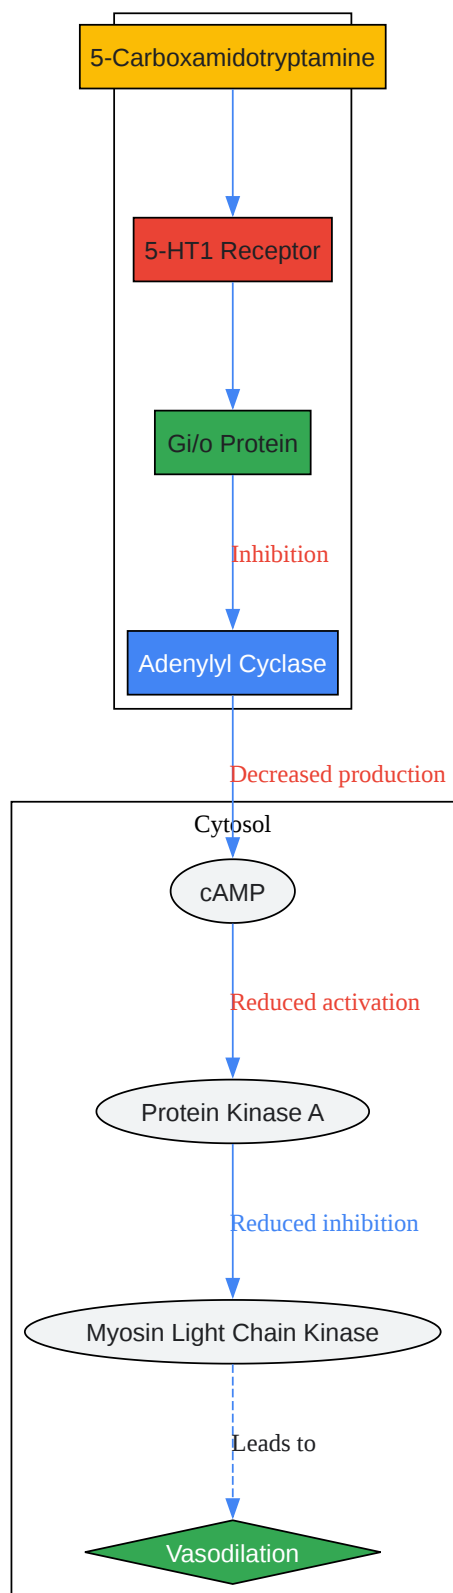 5-Carboxamidotryptamine
5-HT1 Receptor
Gi/o Protein
Inhibition
Adenylyl Cyclase
Decreased production
Cytosol
cAMP
Reduced activation
Protein Kinase A
Reduced inhibition
Myosin Light Chain Kinase
Leads to
Vasodilation